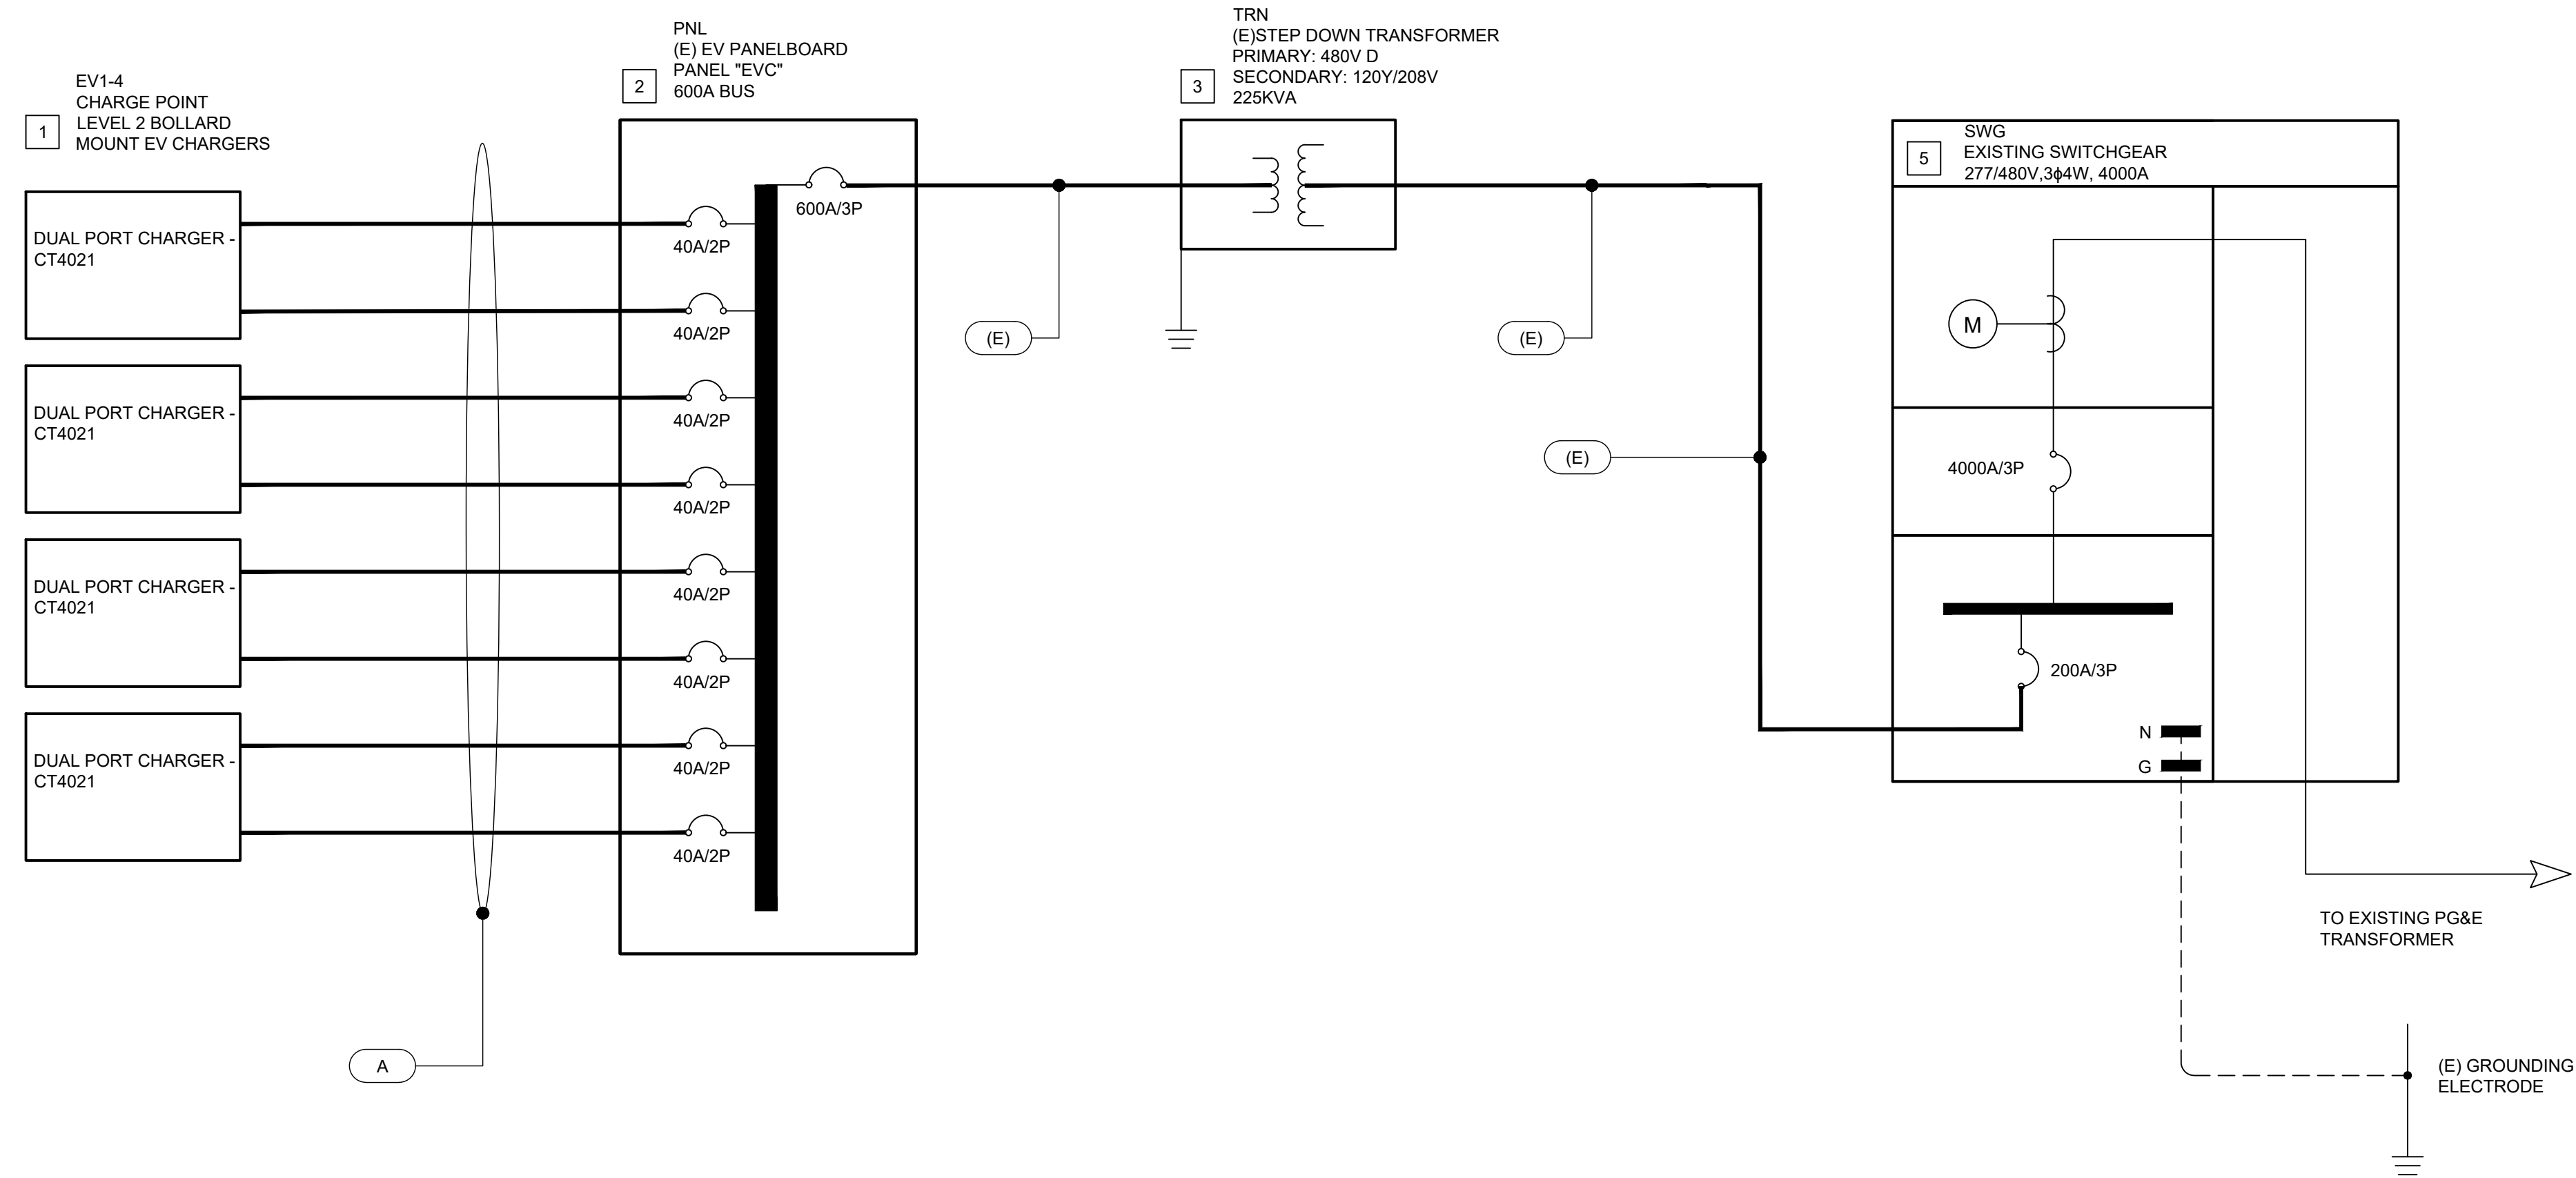 EV1-4
CHARGE POINT
LEVEL 2 BOLLARD
MOUNT EV CHARGERS
1
DUAL PORT CHARGER -
CT4021
DUAL PORT CHARGER -
CT4021
DUAL PORT CHARGER -
CT4021
DUAL PORT CHARGER -
CT4021
A
PNL
(E) EV PANELBOARD
PANEL "EVC"
600A BUS
2
600A/3P
40A/2P
40A/2P
40A/2P
40A/2P
40A/2P
40A/2P
40A/2P
40A/2P
(E)
TRN
(E)STEP DOWN TRANSFORMER
PRIMARY: 480V D
SECONDARY: 120Y/208V
225KVA
3
(E)
(E)
SWG
EXISTING SWITCHGEAR
277/480V,3ϕ4W, 4000A
5
M
4000A/3P
200A/3P
N
G
TO EXISTING PG&E
TRANSFORMER
(E) GROUNDING
ELECTRODE